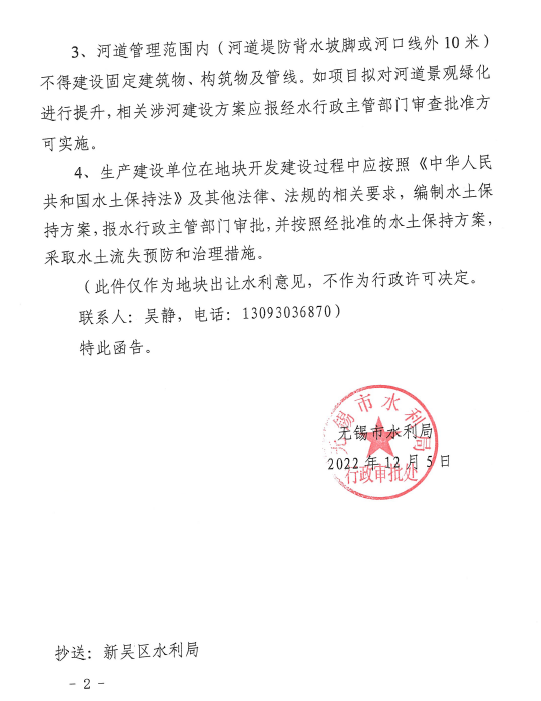 3、河道管理范围内（河道堤防背水坡脚或河口线外10米）
不得建设固定建筑物、构筑物及管线。如项目拟对河道景观绿化
进行提升，相关涉河建设方案应报经水行政主管部门审查批准方
可实施。
4、生产建设单位在地块开发建设过程中应按照《中华人民
共和国水土保持法》及其他法律、法规的相关要求，编制水土保
持方案，报水行政主管部门审批，并按照经批准的水土保持方案，
采取水土流失预防和治理措施。
（此件仅作为地块出让水利意见，不作为行政许可决定。
联系人：吴静，电话：13093036870）
特此函告。
无锡市水利局
无锡市水利局
2022年12月5日
行政审批处
抄送：新吴区水利局
- 2 -